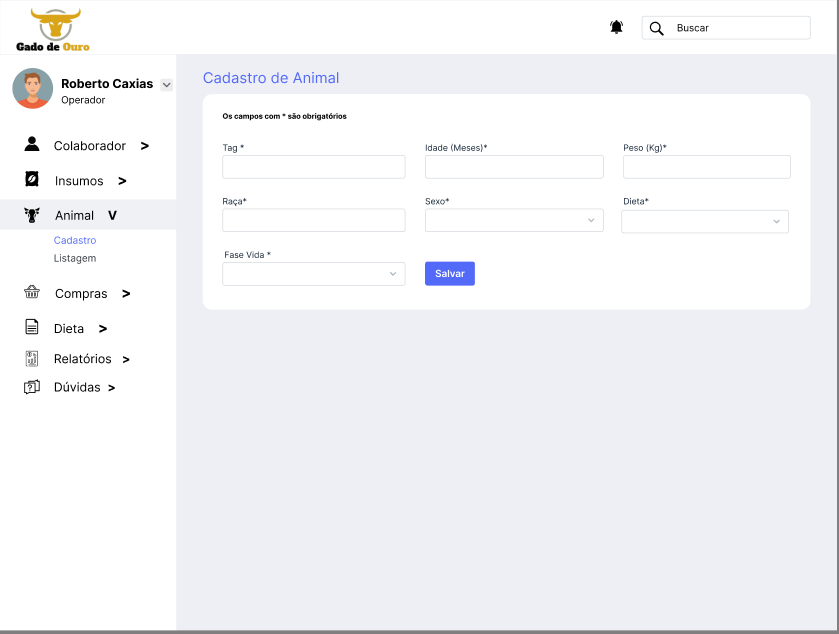 Gado de Ouro
Buscar
Roberto Caxias
Operador
Colaborador >
Insumos >
Animal V
Cadastro
Listagem
Compras >
Dieta >
Relatórios >
Dúvidas >
Cadastro de Animal
Os campos com * são obrigatórios
Tag * Idade (Meses)* Peso (Kg)*
Raça* Sexo* Dieta*
Fase Vida *
Salvar